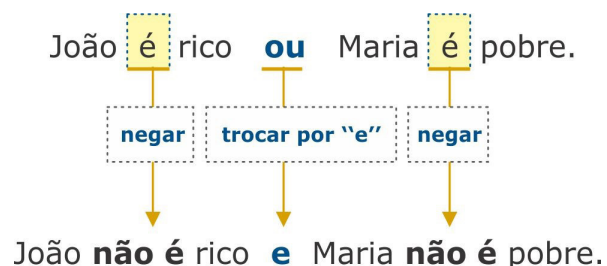 João é rico ou Maria é pobre.
negar trocar por ‘‘e’’ negar
João não é rico e Maria não é pobre.